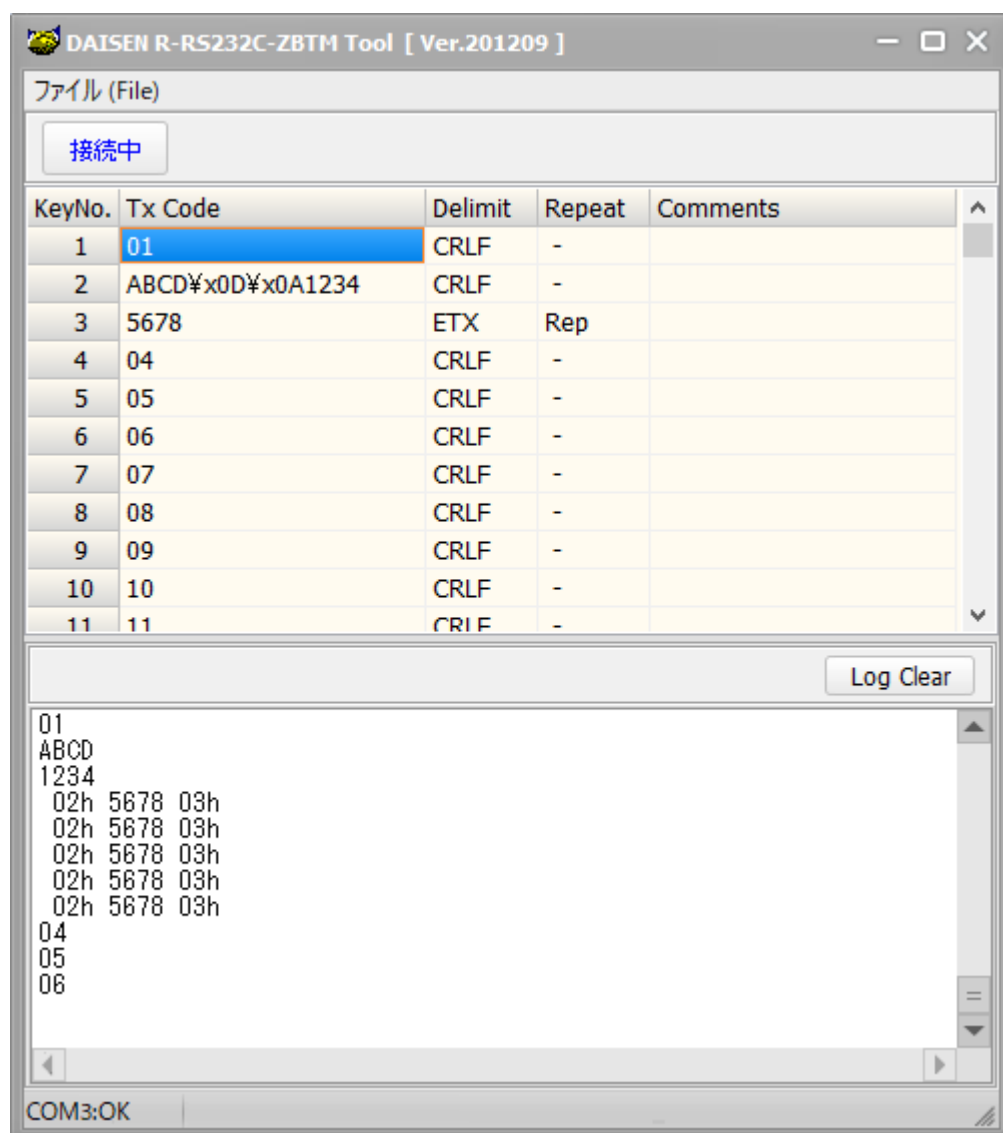 DAISEN R-RS232C-ZBTM Tool [ Ver.201209 ]
ファイル (File)
接続中
KeyNo. Tx Code Delimit Repeat Comments
1 01 CRLF -
2 ABCD¥x0D¥x0A1234 CRLF -
3 5678 ETX Rep
4 04 CRLF -
5 05 CRLF -
6 06 CRLF -
7 07 CRLF -
8 08 CRLF -
9 09 CRLF -
10 10 CRLF -
11 11 CRLF -
Log Clear
01
ABCD
1234
02h 5678 03h
02h 5678 03h
02h 5678 03h
02h 5678 03h
02h 5678 03h
04
05
06
COM3:OK